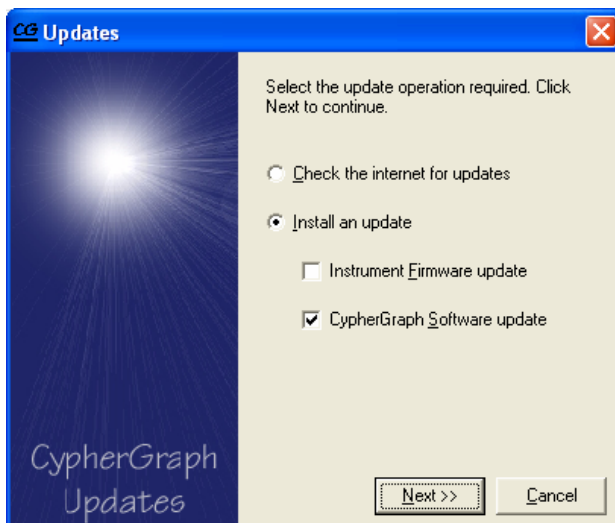 CG Updates
Select the update operation required. Click
Next to continue.
Check the internet for updates
Install an update
Instrument Firmware update
CypherGraph Software update
CypherGraph
Updates
Next >>
Cancel